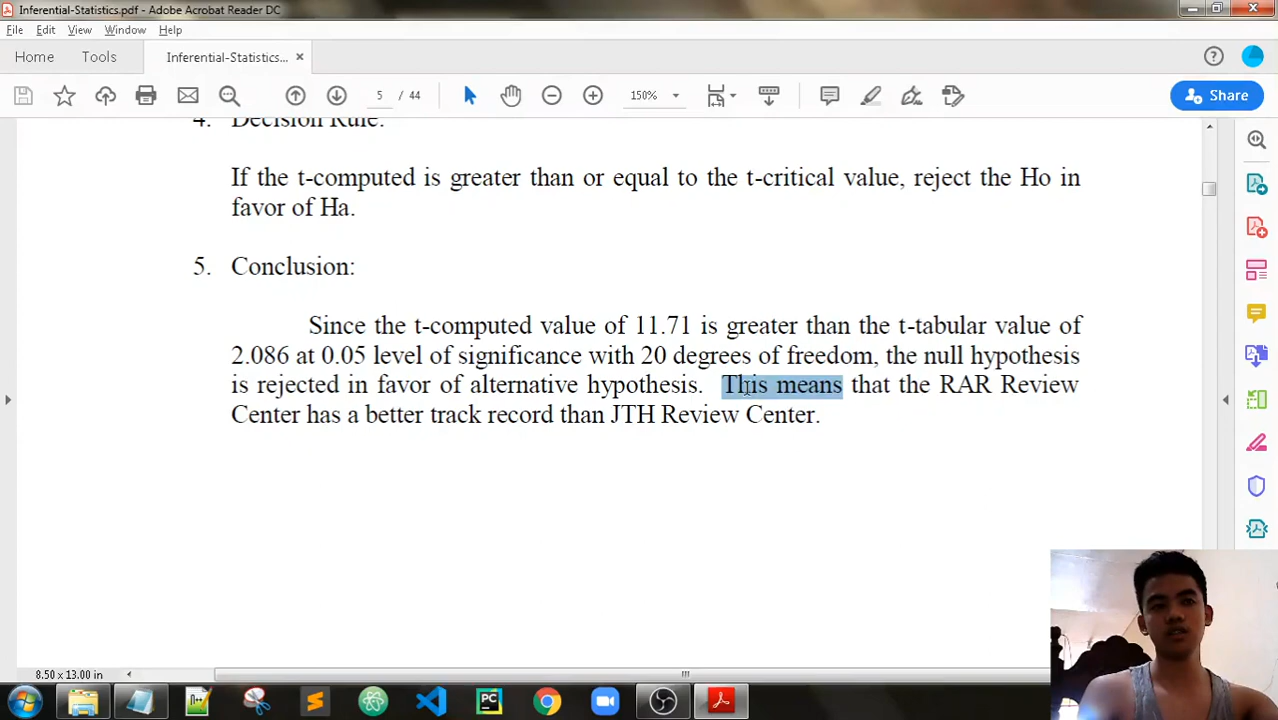 Inferential-Statistics.pdf - Adobe Acrobat Reader DC
File Edit View Window Help
Home Tools Inferential-Statistics... ×
5 / 44 150% Share
4. Decision Rule:
If the t-computed is greater than or equal to the t-critical value, reject the Ho in
favor of Ha.
5. Conclusion:
Since the t-computed value of 11.71 is greater than the t-tabular value of
2.086 at 0.05 level of significance with 20 degrees of freedom, the null hypothesis
is rejected in favor of alternative hypothesis. This means that the RAR Review
Center has a better track record than JTH Review Center.
8.50 x 13.00 in
PC